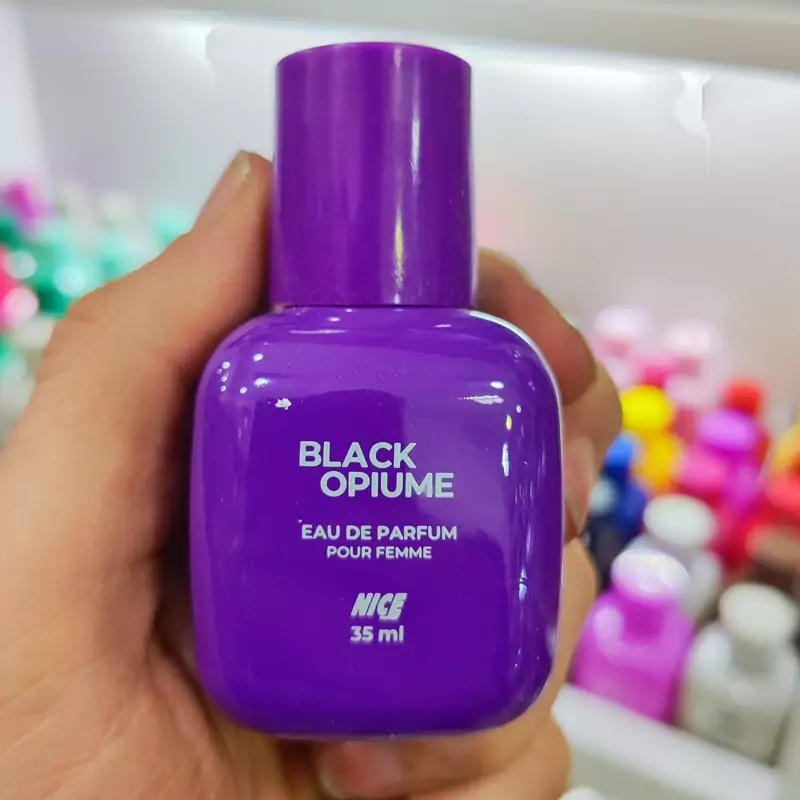 BLACK
OPIUME
EAU DE PARFUM
POUR FEMME
NICE
35 ml